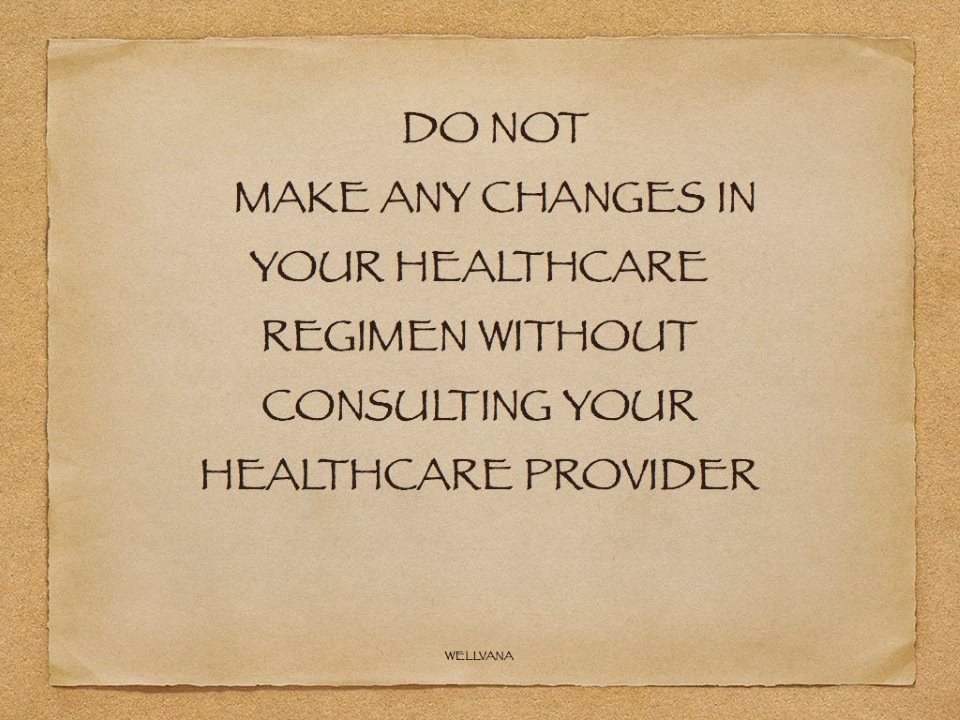 DO NOT
MAKE ANY CHANGES IN
YOUR HEALTHCARE
REGIMEN WITHOUT
CONSULTING YOUR
HEALTHCARE PROVIDER
WELLVANA